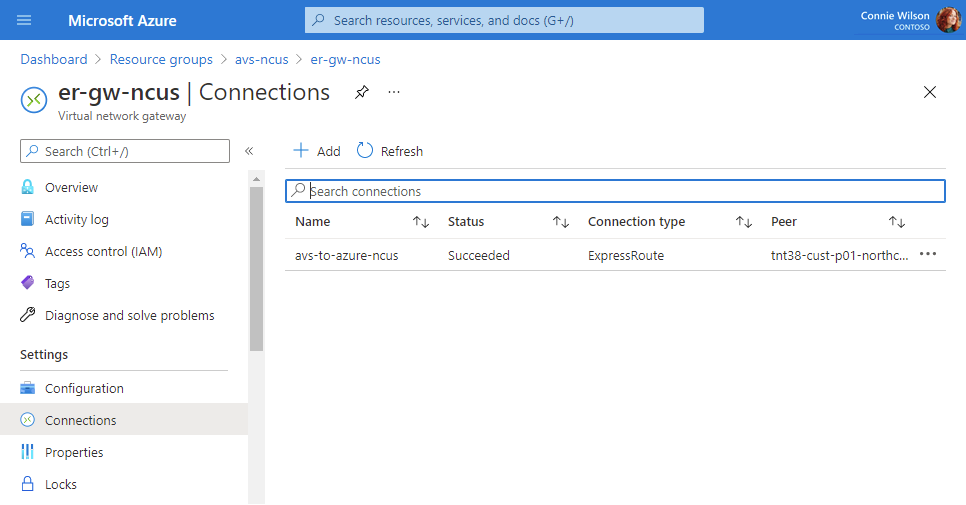 Microsoft Azure
Search resources, services, and docs (G+/)
Connie Wilson
CONTOSO
Dashboard > Resource groups > avs-ncus > er-gw-ncus
er-gw-ncus | Connections
Virtual network gateway
Search (Ctrl+/)
Overview
Activity log
Access control (IAM)
Tags
Diagnose and solve problems
Settings
Configuration
Connections
Properties
Locks
Add Refresh
Search connections
Name Status Connection type Peer
avs-to-azure-ncus Succeeded ExpressRoute tnt38-cust-p01-northc...